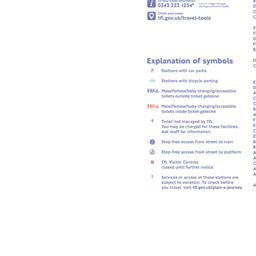 0343 222 1234*
Check your travel
tfl.gov.uk/travel-tools
Explanation of symbols
P Stations with car parks
Stations with bicycle parking
Male/female/baby changing/accessible
toilets outside ticket gateline
Male/female/baby changing/accessible
toilets inside ticket gateline
Toilet not managed by TfL.
You may be charged for these facilities.
Ask staff for information
Step-free access from street to train
Step-free access from street to platform
TfL Visitor Centres
closed until further notice
Services or access at these stations are
subject to variation. To check before
you travel, visit tfl.gov.uk/plan-a-journey